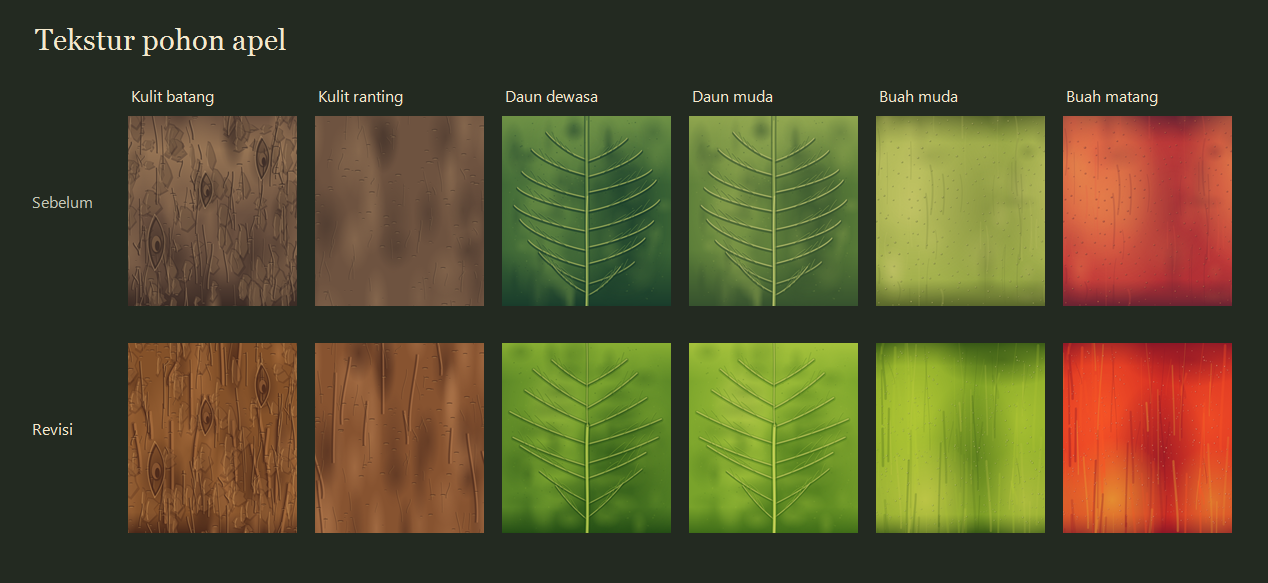 Tekstur pohon apel
Kulit batang
Kulit ranting
Daun dewasa
Daun muda
Buah muda
Buah matang
Sebelum
Revisi